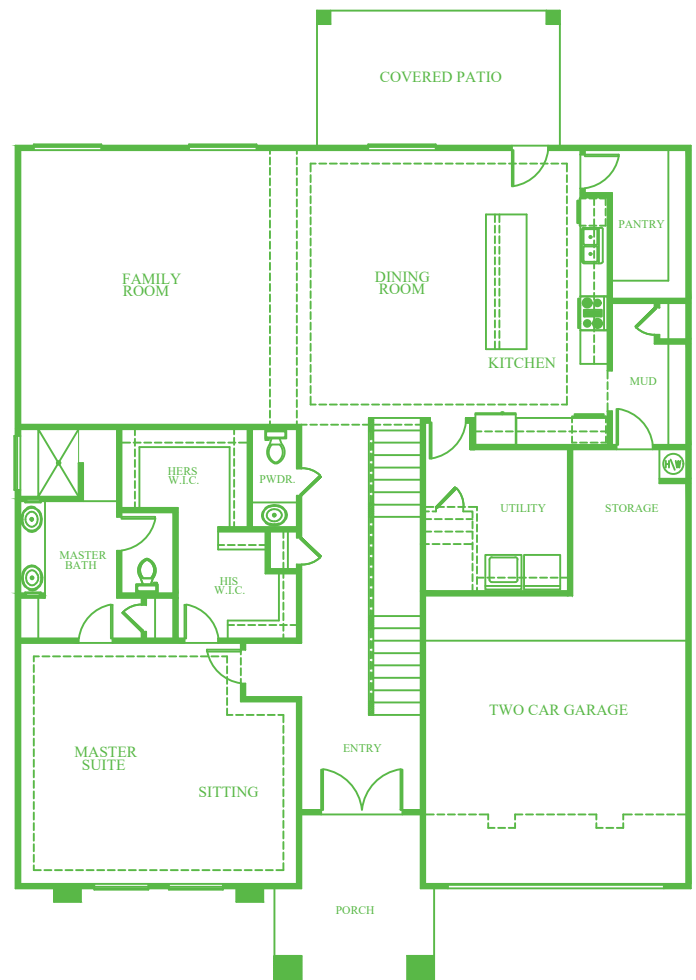 COVERED PATIO
PANTRY
FAMILY
ROOM
DINING
ROOM
KITCHEN
MUD
HERS
W.I.C.
PWDR.
H\W
UTILITY
STORAGE
MASTER
BATH
HIS
W.I.C.
TWO CAR GARAGE
ENTRY
MASTER
SUITE
SITTING
PORCH